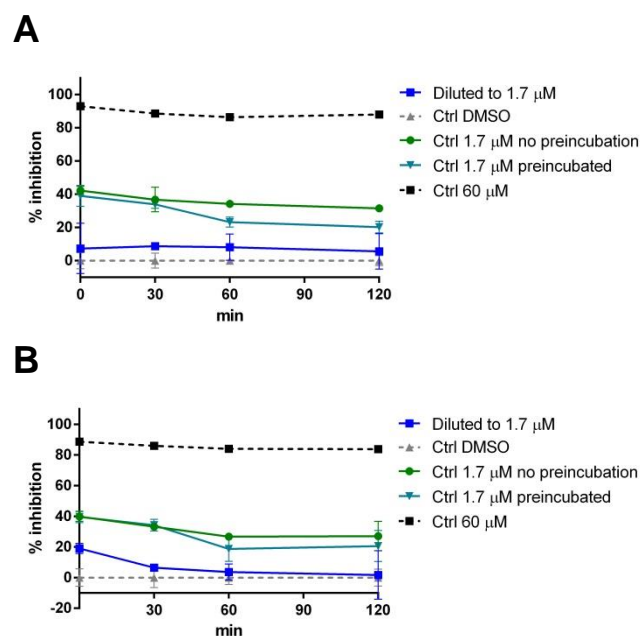 A
100
80
60
40
20
0
% inhibition
0 30 60 90 120
min
Diluted to 1.7 μM
Ctrl DMSO
Ctrl 1.7 μM no preincubation
Ctrl 1.7 μM preincubated
Ctrl 60 μM
B
100
80
60
40
20
0
-20
% inhibition
30 60 90 120
min
Diluted to 1.7 μM
Ctrl DMSO
Ctrl 1.7 μM no preincubation
Ctrl 1.7 μM preincubated
Ctrl 60 μM